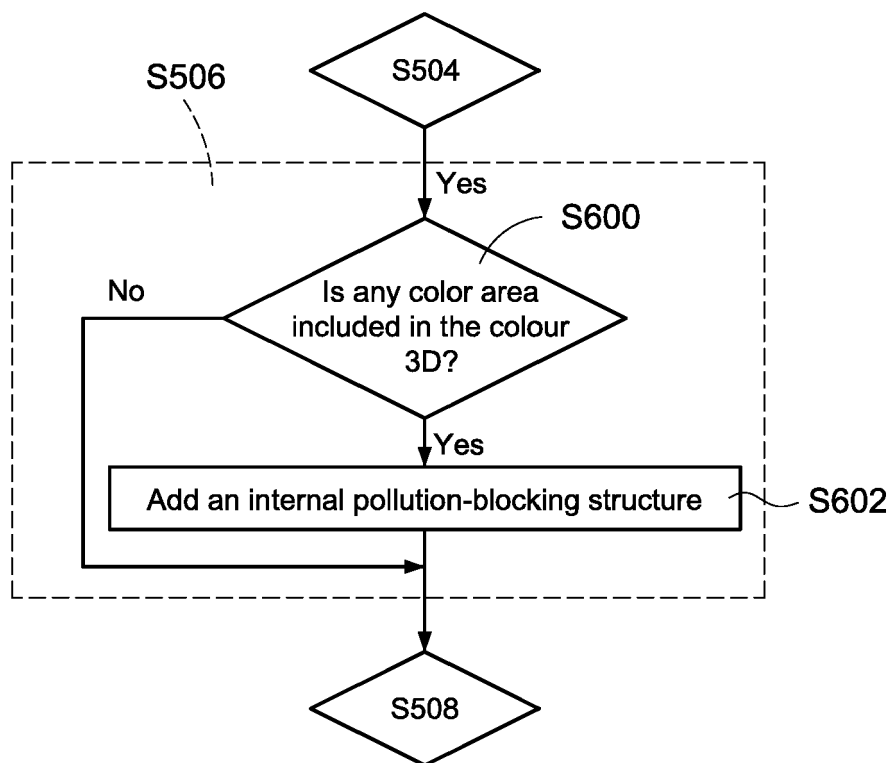 S504
S506
Yes
S600
No
Is any color area
included in the colour
3D?
Yes
Add an internal pollution-blocking structure
S602
S508